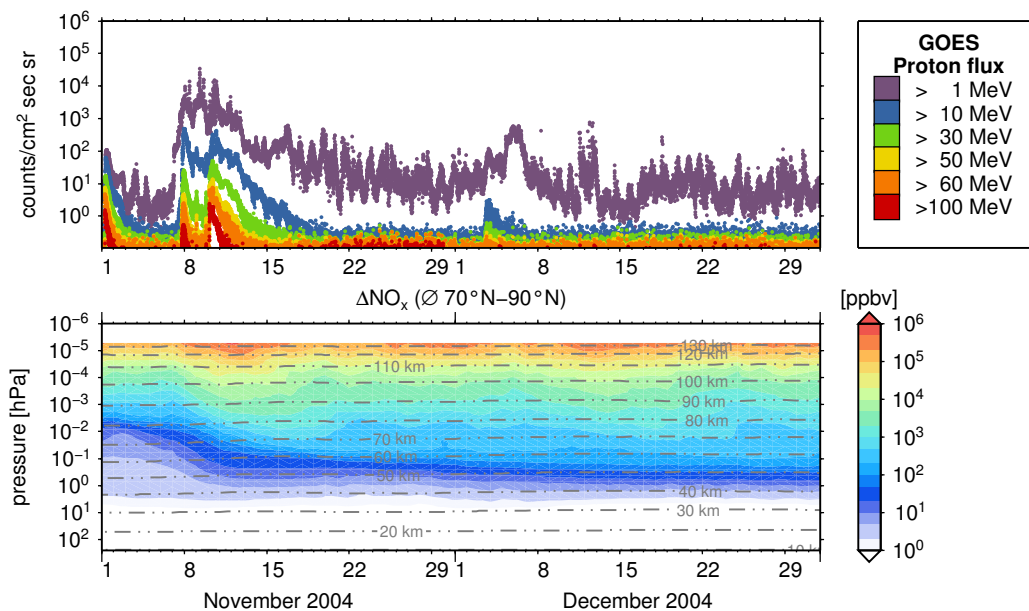 10^6
10^5
10^4
10^3
10^2
10^1
10^0
counts/cm² sec sr
1 8 15 22 29 1 8 15 22 29
GOES
Proton flux
> 1 MeV
> 10 MeV
> 30 MeV
> 50 MeV
> 60 MeV
>100 MeV
ΔNOₓ (∅ 70°N−90°N)
[ppbv]
10^−6
10^−5
10^−4
10^−3
10^−2
10^−1
10^0
10^1
10^2
pressure [hPa]
130 km
120 km
110 km
100 km
90 km
80 km
70 km
60 km
50 km
40 km
30 km
20 km
10^6
10^5
10^4
10^3
10^2
10^1
10^0
1 8 15 22 29 1 8 15 22 29
November 2004 December 2004